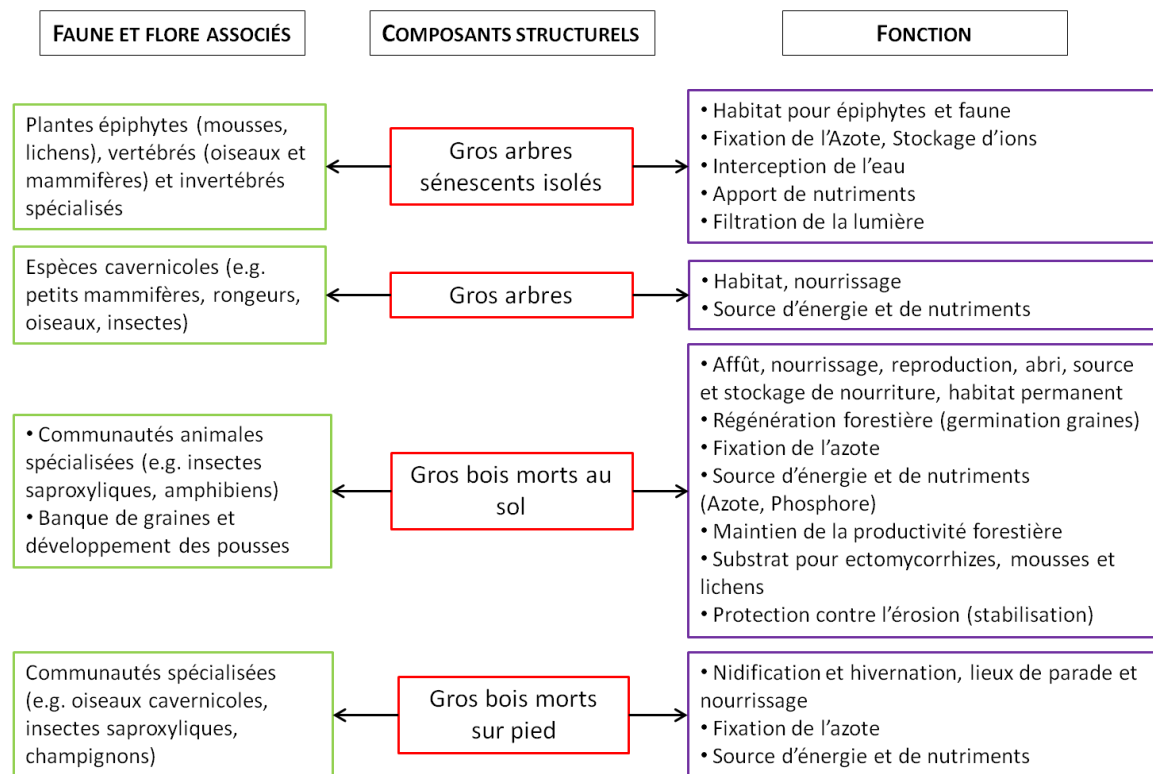 FAUNE ET FLORE ASSOCIÉS
COMPOSANTS STRUCTURELS
FONCTION
Plantes épiphytes (mousses,
lichens), vertébrés (oiseaux et
mammifères) et invertébrés
spécialisés
Gros arbres
sénescents isolés
• Habitat pour épiphytes et faune
• Fixation de l'Azote, Stockage d'ions
• Interception de l'eau
• Apport de nutriments
• Filtration de la lumière
Espèces cavernicoles (e.g.
petits mammifères, rongeurs,
oiseaux, insectes)
Gros arbres
• Habitat, nourrissage
• Source d'énergie et de nutriments
• Communautés animales
spécialisées (e.g. insectes
saproxyliques, amphibiens)
• Banque de graines et
développement des pousses
Gros bois morts au
sol
• Affût, nourrissage, reproduction, abri, source
et stockage de nourriture, habitat permanent
• Régénération forestière (germination graines)
• Fixation de l'azote
• Source d'énergie et de nutriments
(Azote, Phosphore)
• Maintien de la productivité forestière
• Substrat pour ectomycorrhizes, mousses et
lichens
• Protection contre l'érosion (stabilisation)
Communautés spécialisées
(e.g. oiseaux cavernicoles,
insectes saproxyliques,
champignons)
Gros bois morts
sur pied
• Nidification et hivernation, lieux de parade et
nourrissage
• Fixation de l'azote
• Source d'énergie et de nutriments